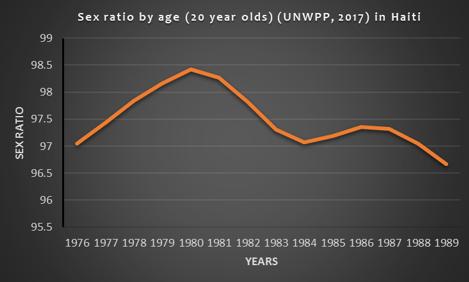 Sex ratio by age (20 year olds) (UNWPP, 2017) in Haiti
99
98.5
98
97.5
97
96.5
96
95.5
SEX RATIO
1976 1977 1978 1979 1980 1981 1982 1983 1984 1985 1986 1987 1988 1989
YEARS